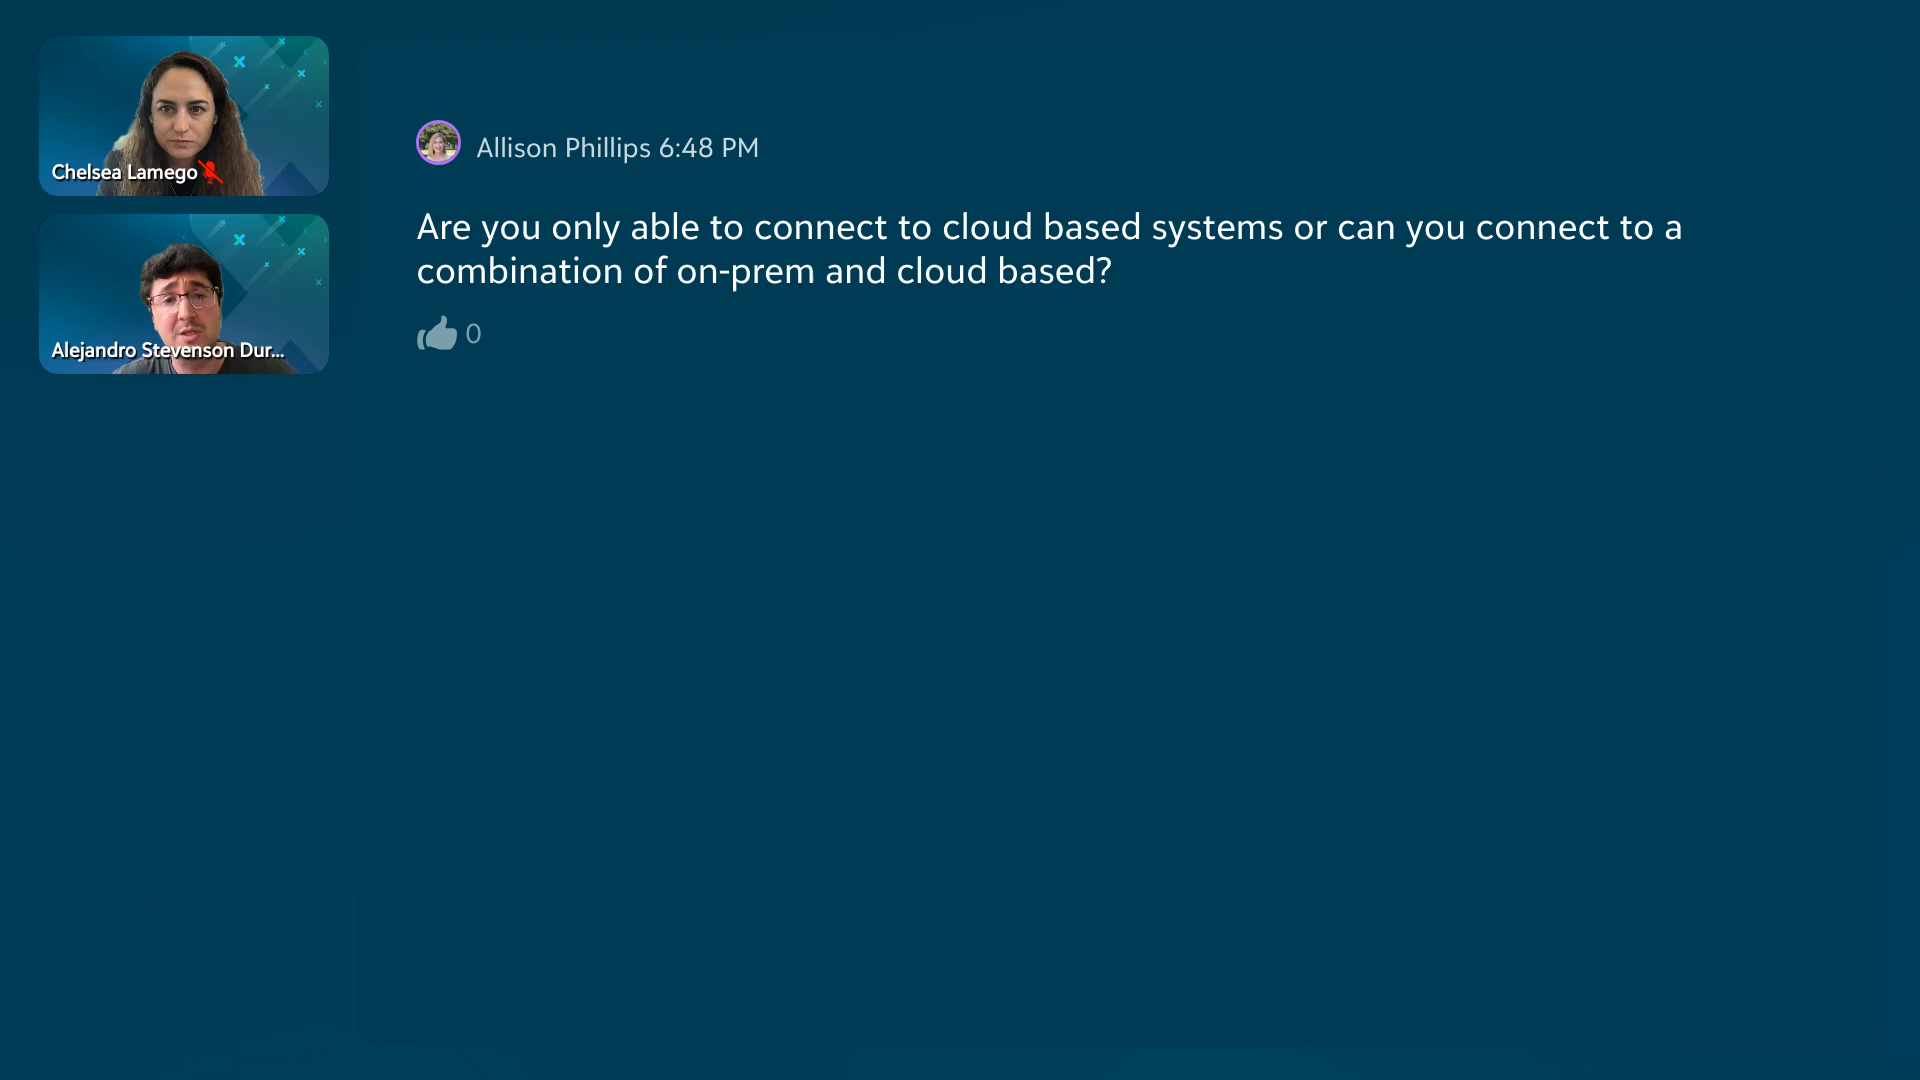 Chelsea Lamego
Alejandro Stevenson Dur...
Allison Phillips 6:48 PM
Are you only able to connect to cloud based systems or can you connect to a
combination of on-prem and cloud based?
0